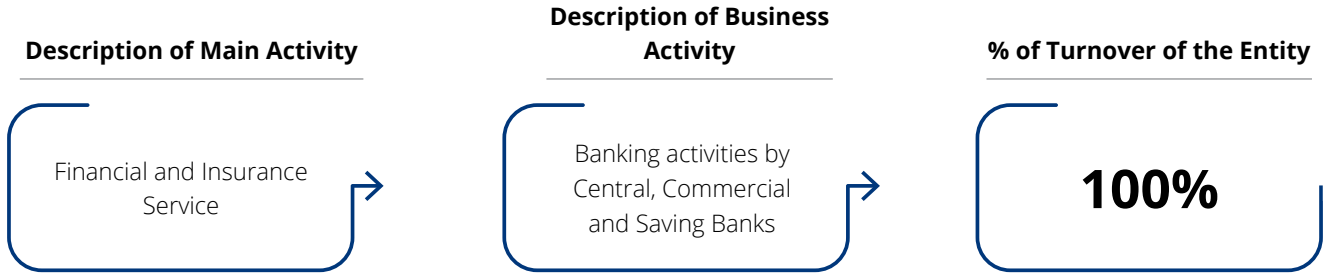 Description of Main Activity
Financial and Insurance
Service
Description of Business
Activity
Banking activities by
Central, Commercial
and Saving Banks
% of Turnover of the Entity
100%